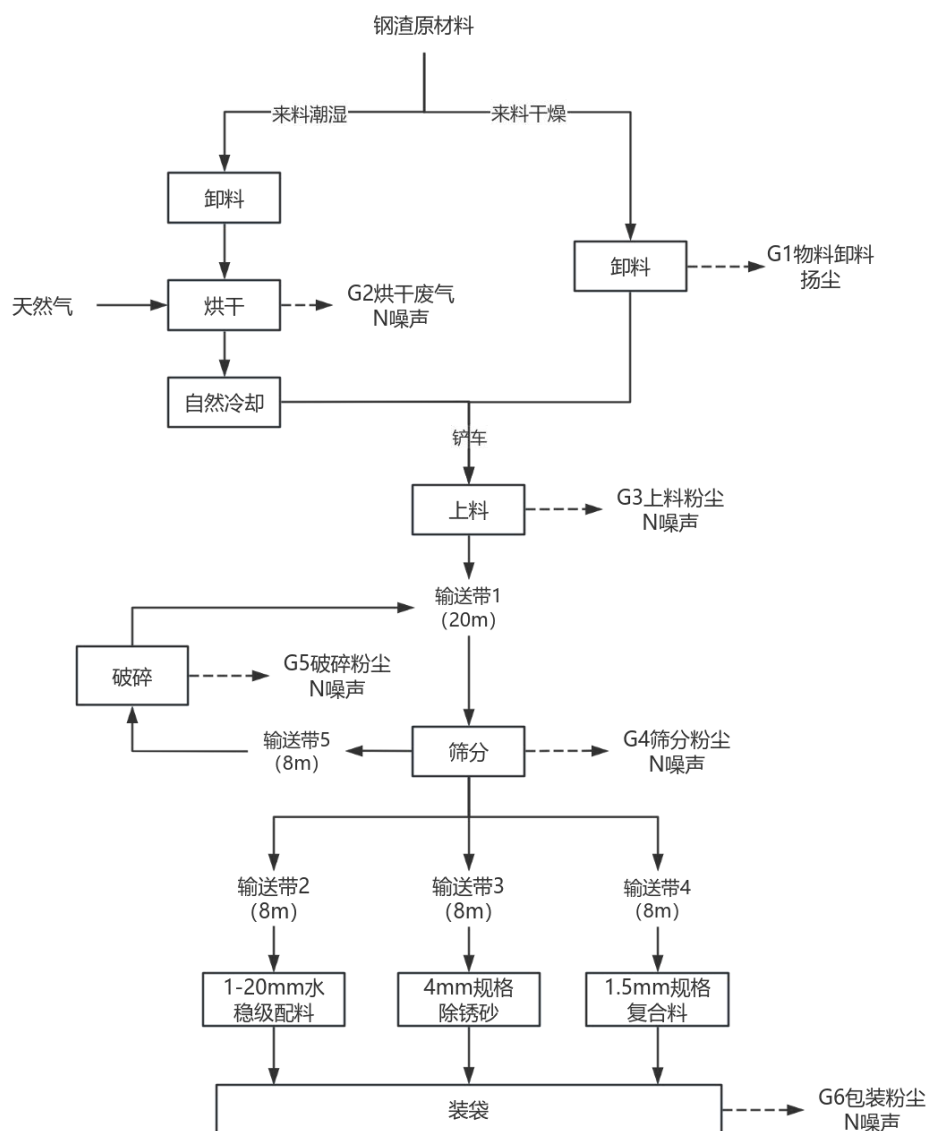 钢渣原材料
来料潮湿
来料干燥
卸料
卸料
G1物料卸料
扬尘
天然气
烘干
G2烘干废气
N噪声
自然冷却
铲车
上料
G3上料粉尘
N噪声
输送带1
（20m）
破碎
G5破碎粉尘
N噪声
输送带5
（8m）
筛分
G4筛分粉尘
N噪声
输送带2
（8m）
输送带3
（8m）
输送带4
（8m）
1-20mm水
稳级配料
4mm规格
除锈砂
1.5mm规格
复合料
装袋
G6包装粉尘
N噪声